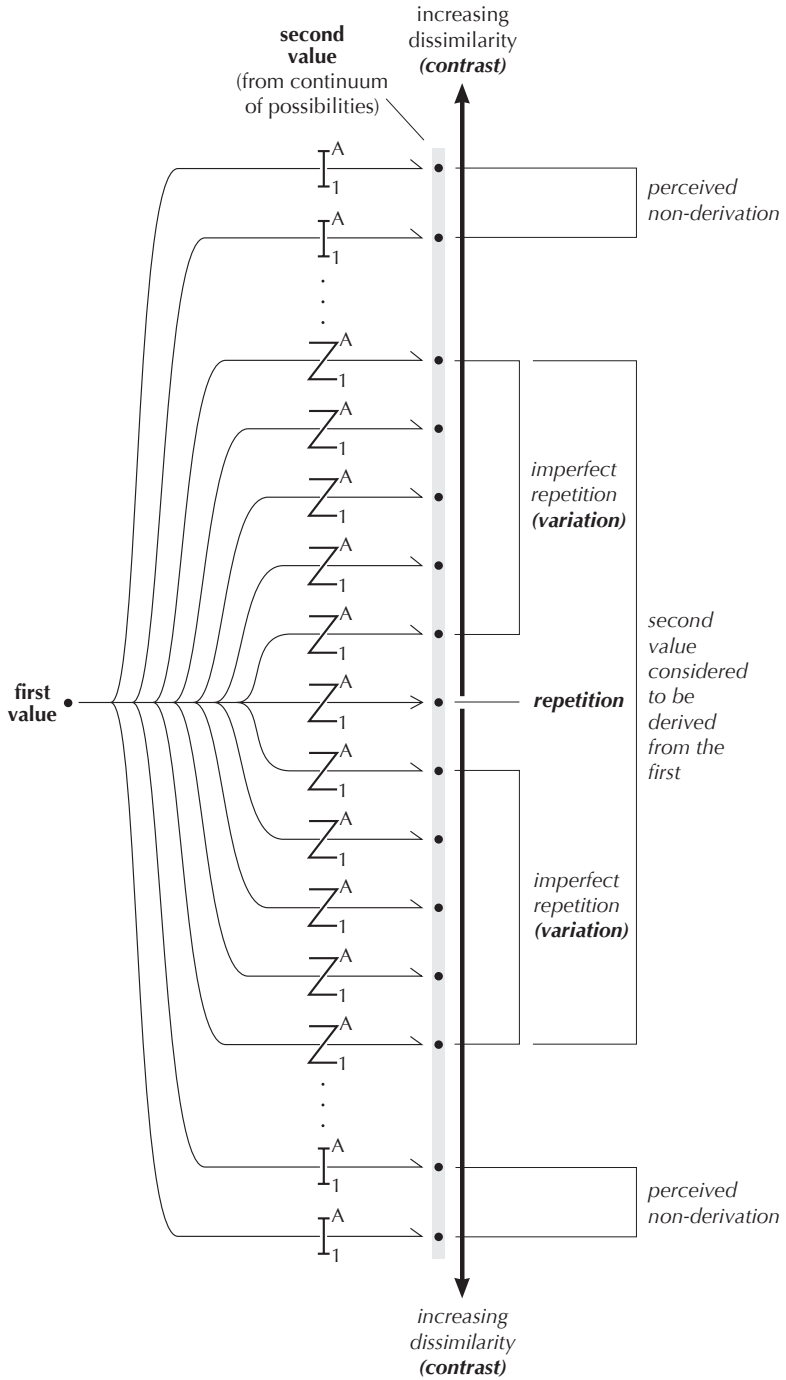 increasing
dissimilarity
(contrast)
second
value
(from continuum
of possibilities)
A
1
perceived
non-derivation
A
1
A
1
A
1
A
1
imperfect
repetition
(variation)
A
1
A
1
second
value
considered
to be
derived
from the
first
first
value
A
1
repetition
A
1
A
1
A
1
imperfect
repetition
(variation)
A
1
A
1
A
1
perceived
non-derivation
A
1
increasing
dissimilarity
(contrast)